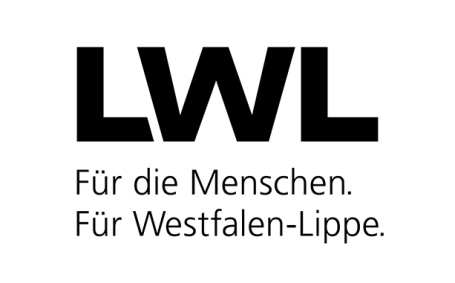 LWL
Für die Menschen.
Für Westfalen-Lippe.